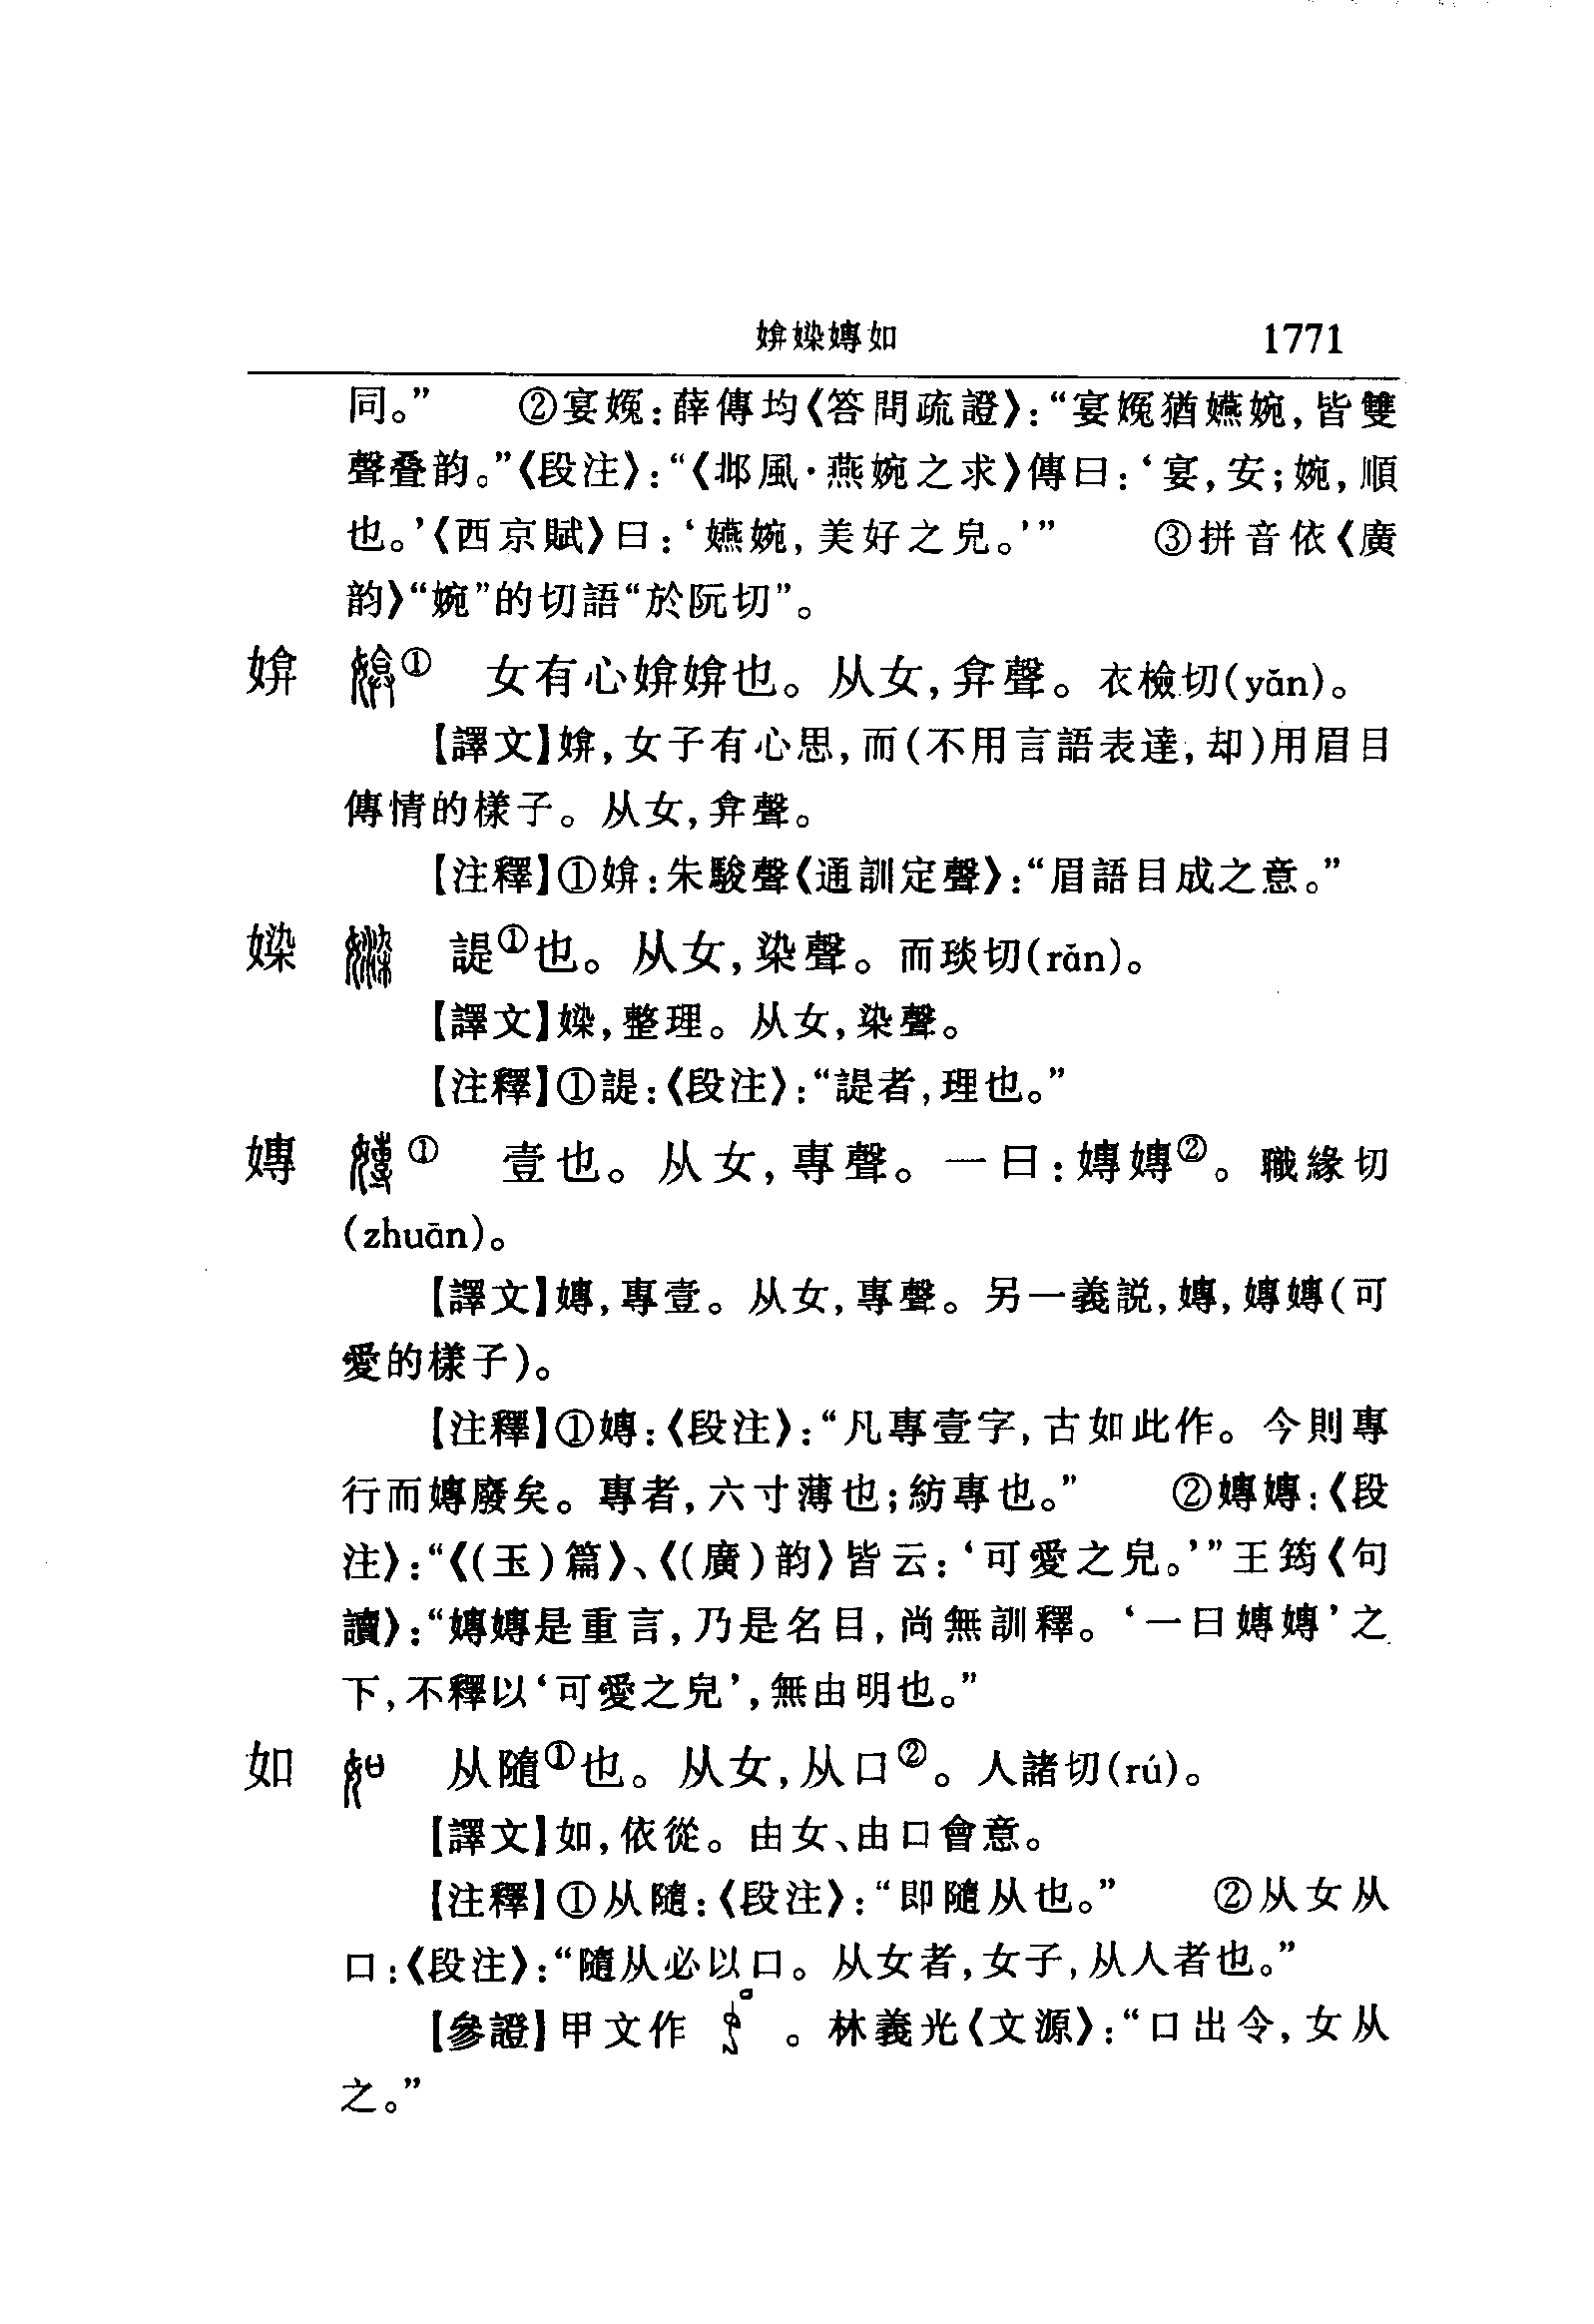 媕㜣嫥如 1771
同。” ②宴婏:薛傳均《答問疏證》:“宴婏猶嬿婉,皆雙
聲叠韵。”《段注》:“《邶風·燕婉之求》傳曰:‘宴,安;婉,順
也。’《西京賦》曰:‘嬿婉,美好之皃。’” ③拼音依《廣
韵》“婉”的切語“於阮切”。
媕 ① 女有心媕媕也。从女,弇聲。衣檢切(yǎn)。
【譯文】媕,女子有心思,而(不用言語表達,却)用眉目
傳情的樣子。从女,弇聲。
【注釋】①媕:朱駿聲《通訓定聲》:“眉語目成之意。”
㜣 諟①也。从女,染聲。而琰切(rǎn)。
【譯文】㜣,整理。从女,染聲。
【注釋】①諟:《段注》:“諟者,理也。”
嫥 ① 壹也。从女,專聲。一曰:嫥嫥②。職緣切
(zhuān)。
【譯文】嫥,專壹。从女,專聲。另一義説,嫥,嫥嫥(可
愛的樣子)。
【注釋】①嫥:《段注》:“凡專壹字,古如此作。今則專
行而嫥廢矣。專者,六寸薄也;紡專也。” ②嫥嫥:《段
注》:“《(玉)篇》、《(廣)韵》皆云:‘可愛之皃。’”王筠《句
讀》:“嫥嫥是重言,乃是名目,尚無訓釋。‘一曰嫥嫥’之
下,不釋以‘可愛之皃’,無由明也。”
如 从隨①也。从女,从口②。人諸切(rú)。
【譯文】如,依從。由女、由口會意。
【注釋】①从隨:《段注》:“即隨从也。” ②从女从
口:《段注》:“隨从必以口。从女者,女子,从人者也。”
【參證】甲文作 。林義光《文源》:“口出令,女从
之。”